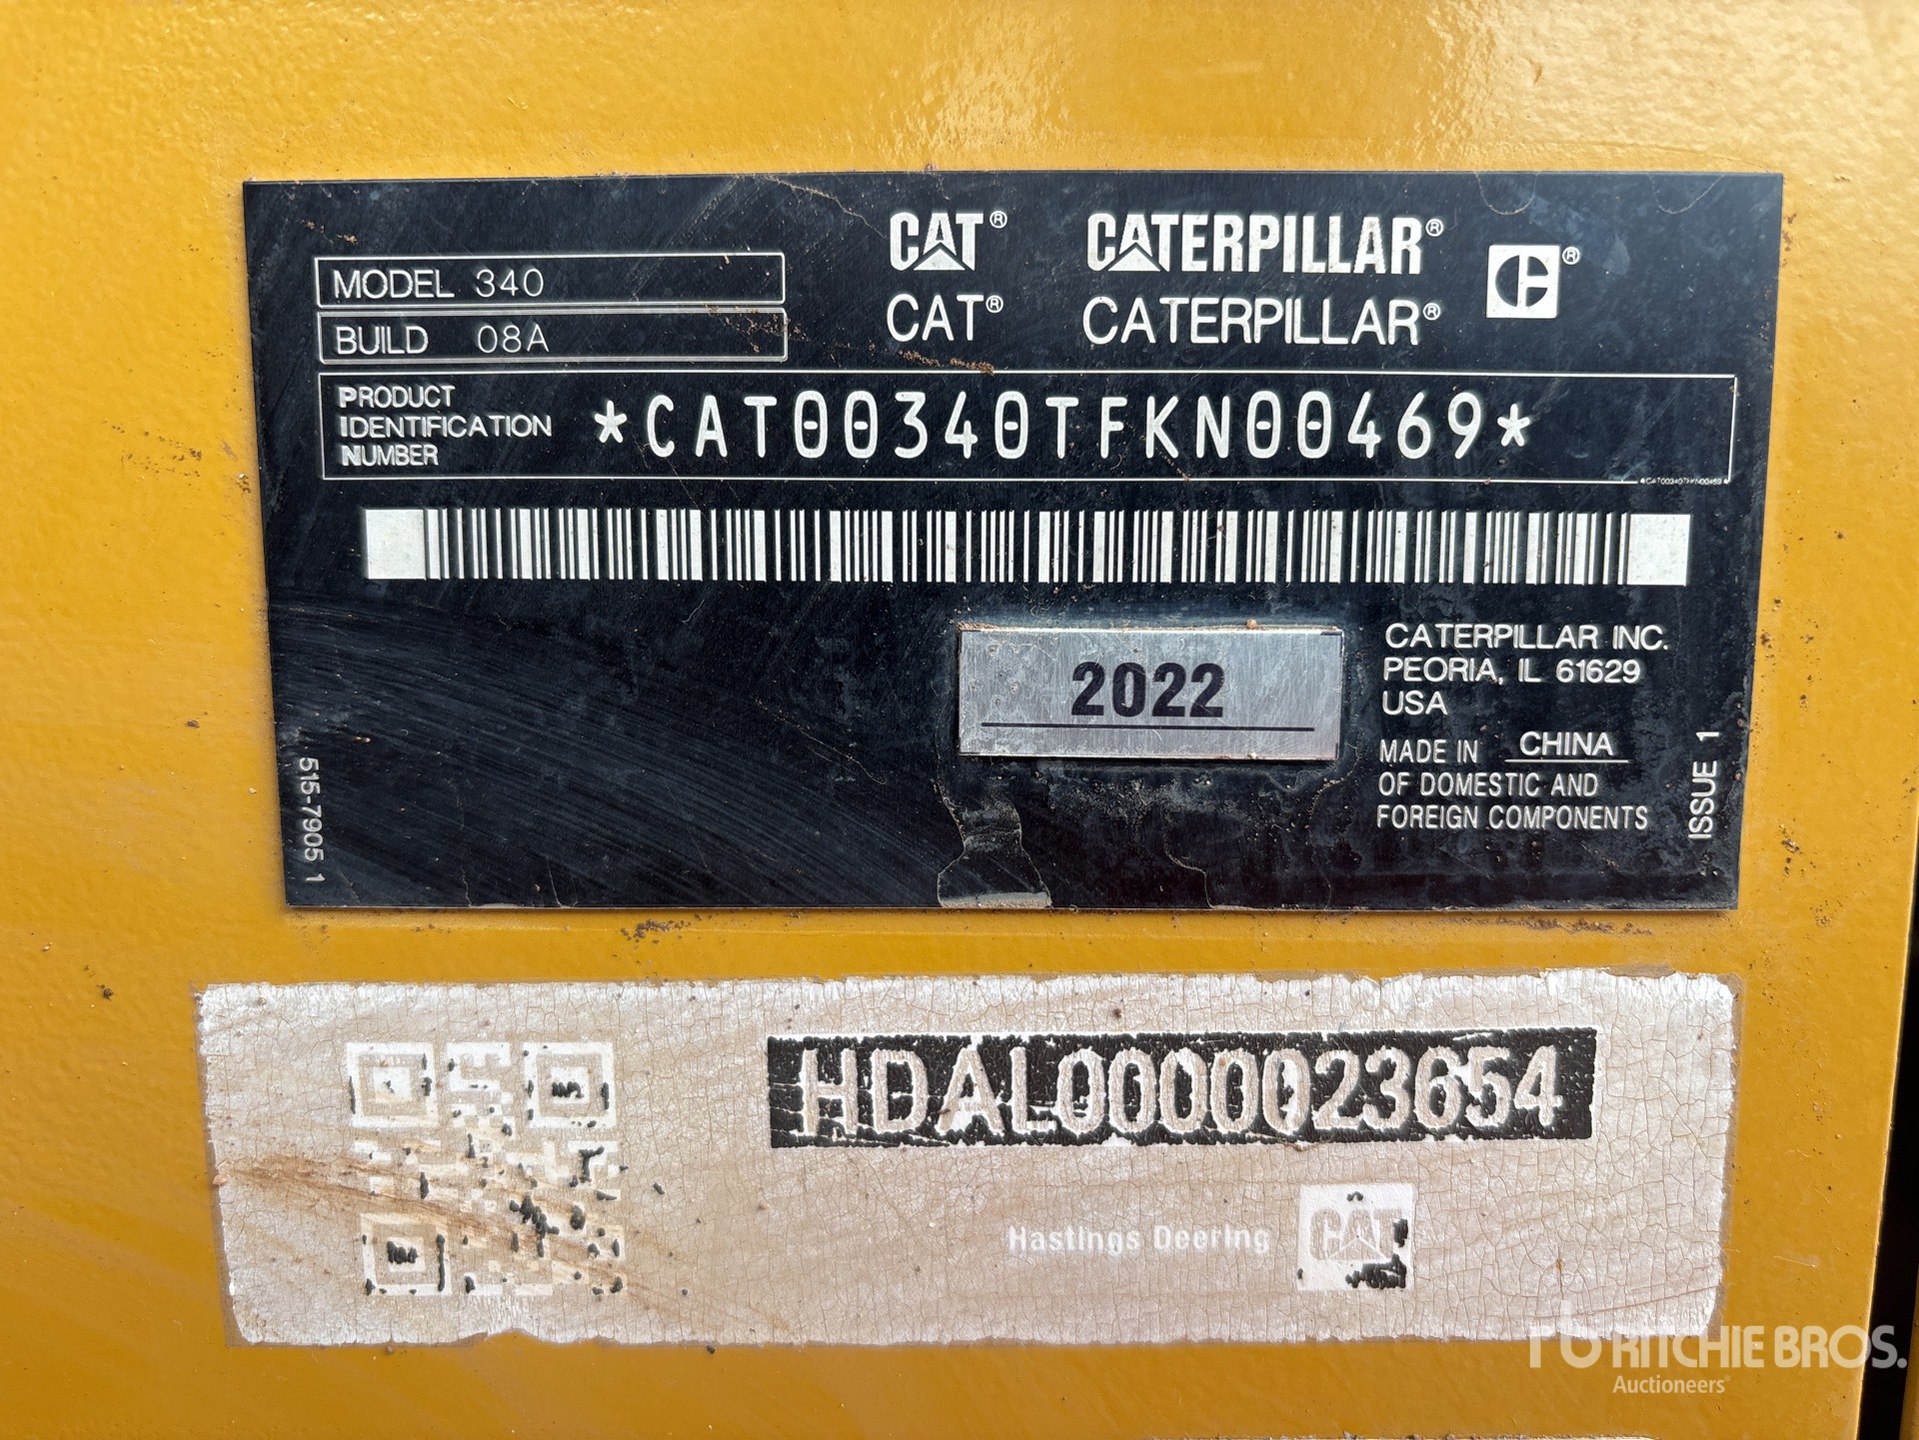 CAT® CATERPILLAR® C®
CAT® CATERPILLAR®
MODEL 340
BUILD 08A
PRODUCT
IDENTIFICATION
NUMBER
*CAT00340TFKN00469*
*CAT00340TFKN00469*
2022
CATERPILLAR INC.
PEORIA, IL 61629
USA
MADE IN CHINA
OF DOMESTIC AND
FOREIGN COMPONENTS
ISSUE 1
515-7905 1
HDAL0000023654
Hastings Deering CAT
rb RITCHIE BROS.
Auctioneers